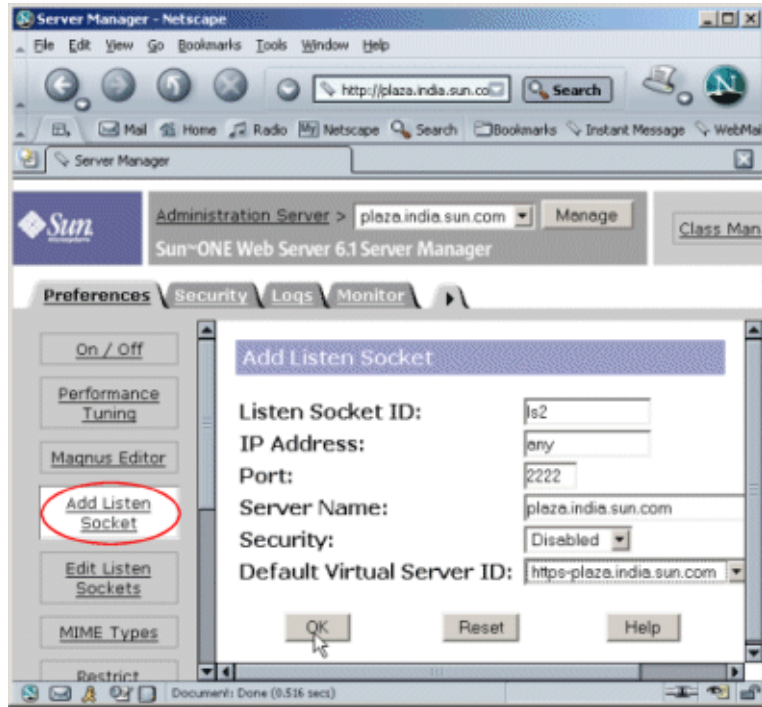 Server Manager - Netscape
File Edit View Go Bookmarks Tools Window Help
http://plaza.india.sun.co Search N
Mail Home Radio My Netscape Search Bookmarks Instant Message WebMai
Server Manager
Sun microsystems
Administration Server > plaza.india.sun.com Manage
Class Man
Sun ONE Web Server 6.1 Server Manager
Preferences Security Logs Monitor
On / Off
Performance
Tuning
Magnus Editor
Add Listen
Socket
Edit Listen
Sockets
MIME Types
Restrict
Add Listen Socket
Listen Socket ID: ls2
IP Address: any
Port: 2222
Server Name: plaza.india.sun.com
Security: Disabled
Default Virtual Server ID: https-plaza.india.sun.com
OK Reset Help
Document: Done (0.516 secs)